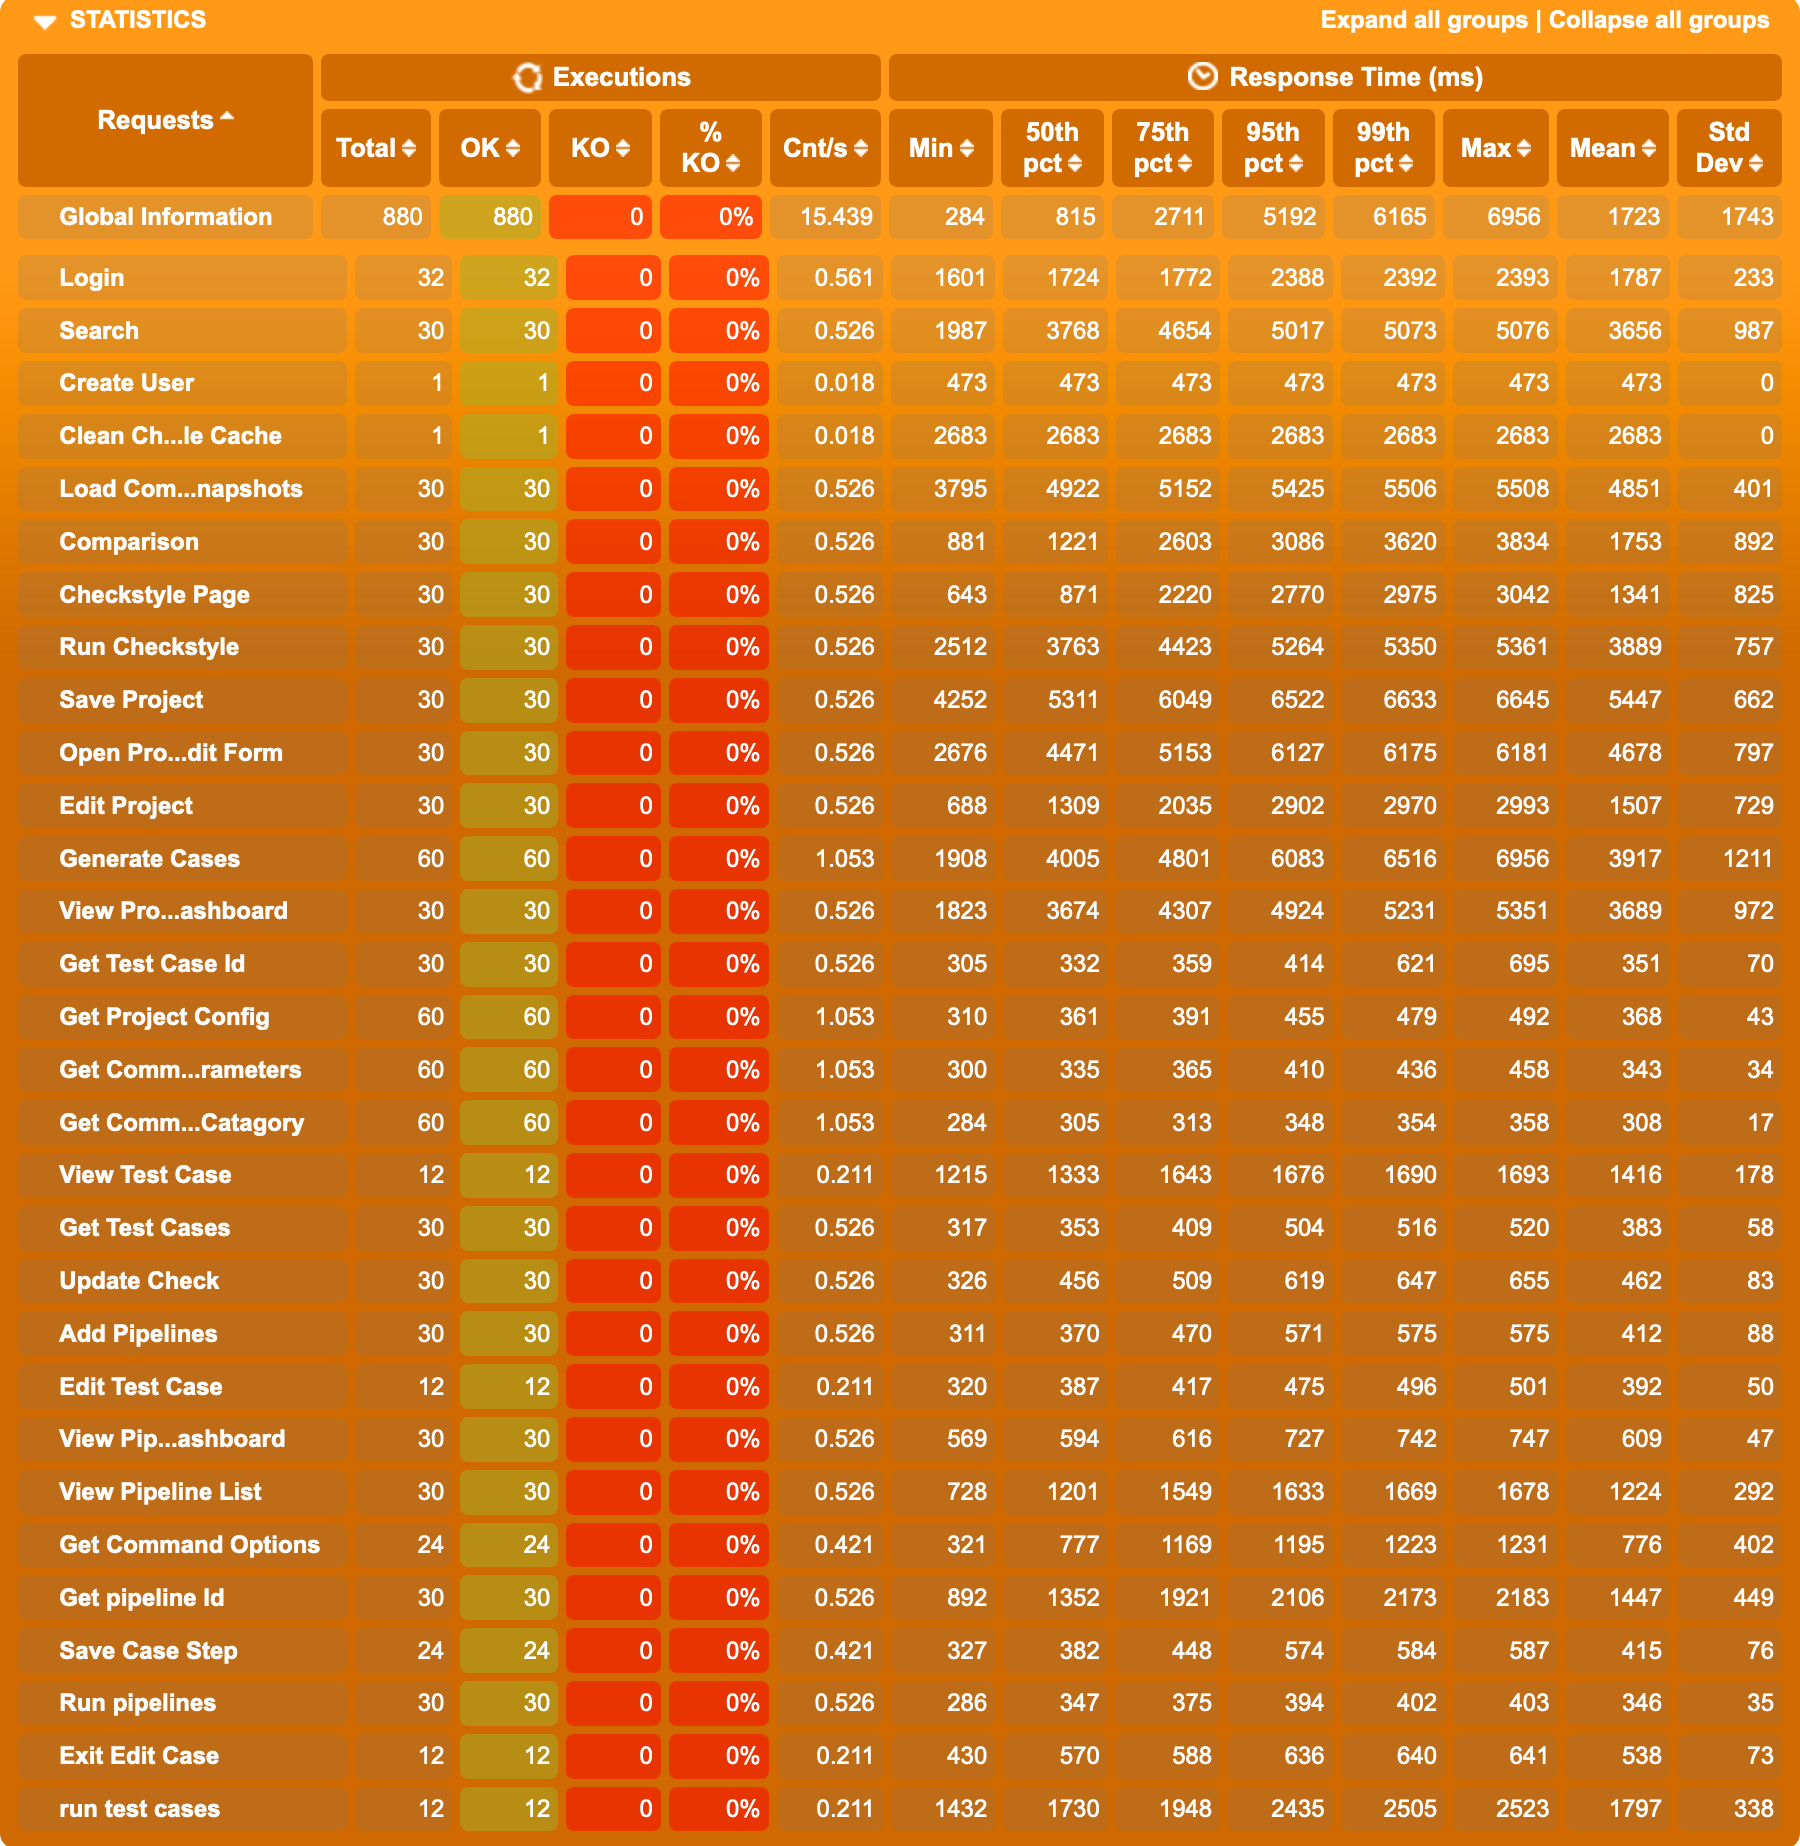 STATISTICS Expand all groups | Collapse all groups
Requests Executions Response Time (ms)
Total OK KO % KO Cnt/s Min 50th pct 75th pct 95th pct 99th pct Max Mean Std Dev
Global Information 880 880 0 0% 15.439 284 815 2711 5192 6165 6956 1723 1743
Login 32 32 0 0% 0.561 1601 1724 1772 2388 2392 2393 1787 233
Search 30 30 0 0% 0.526 1987 3768 4654 5017 5073 5076 3656 987
Create User 1 1 0 0% 0.018 473 473 473 473 473 473 473 0
Clean Ch...le Cache 1 1 0 0% 0.018 2683 2683 2683 2683 2683 2683 2683 0
Load Com...napshots 30 30 0 0% 0.526 3795 4922 5152 5425 5506 5508 4851 401
Comparison 30 30 0 0% 0.526 881 1221 2603 3086 3620 3834 1753 892
Checkstyle Page 30 30 0 0% 0.526 643 871 2220 2770 2975 3042 1341 825
Run Checkstyle 30 30 0 0% 0.526 2512 3763 4423 5264 5350 5361 3889 757
Save Project 30 30 0 0% 0.526 4252 5311 6049 6522 6633 6645 5447 662
Open Pro...dit Form 30 30 0 0% 0.526 2676 4471 5153 6127 6175 6181 4678 797
Edit Project 30 30 0 0% 0.526 688 1309 2035 2902 2970 2993 1507 729
Generate Cases 60 60 0 0% 1.053 1908 4005 4801 6083 6516 6956 3917 1211
View Pro...ashboard 30 30 0 0% 0.526 1823 3674 4307 4924 5231 5351 3689 972
Get Test Case Id 30 30 0 0% 0.526 305 332 359 414 621 695 351 70
Get Project Config 60 60 0 0% 1.053 310 361 391 455 479 492 368 43
Get Comm...rameters 60 60 0 0% 1.053 300 335 365 410 436 458 343 34
Get Comm...Catagory 60 60 0 0% 1.053 284 305 313 348 354 358 308 17
View Test Case 12 12 0 0% 0.211 1215 1333 1643 1676 1690 1693 1416 178
Get Test Cases 30 30 0 0% 0.526 317 353 409 504 516 520 383 58
Update Check 30 30 0 0% 0.526 326 456 509 619 647 655 462 83
Add Pipelines 30 30 0 0% 0.526 311 370 470 571 575 575 412 88
Edit Test Case 12 12 0 0% 0.211 320 387 417 475 496 501 392 50
View Pip...ashboard 30 30 0 0% 0.526 569 594 616 727 742 747 609 47
View Pipeline List 30 30 0 0% 0.526 728 1201 1549 1633 1669 1678 1224 292
Get Command Options 24 24 0 0% 0.421 321 777 1169 1195 1223 1231 776 402
Get pipeline Id 30 30 0 0% 0.526 892 1352 1921 2106 2173 2183 1447 449
Save Case Step 24 24 0 0% 0.421 327 382 448 574 584 587 415 76
Run pipelines 30 30 0 0% 0.526 286 347 375 394 402 403 346 35
Exit Edit Case 12 12 0 0% 0.211 430 570 588 636 640 641 538 73
run test cases 12 12 0 0% 0.211 1432 1730 1948 2435 2505 2523 1797 338